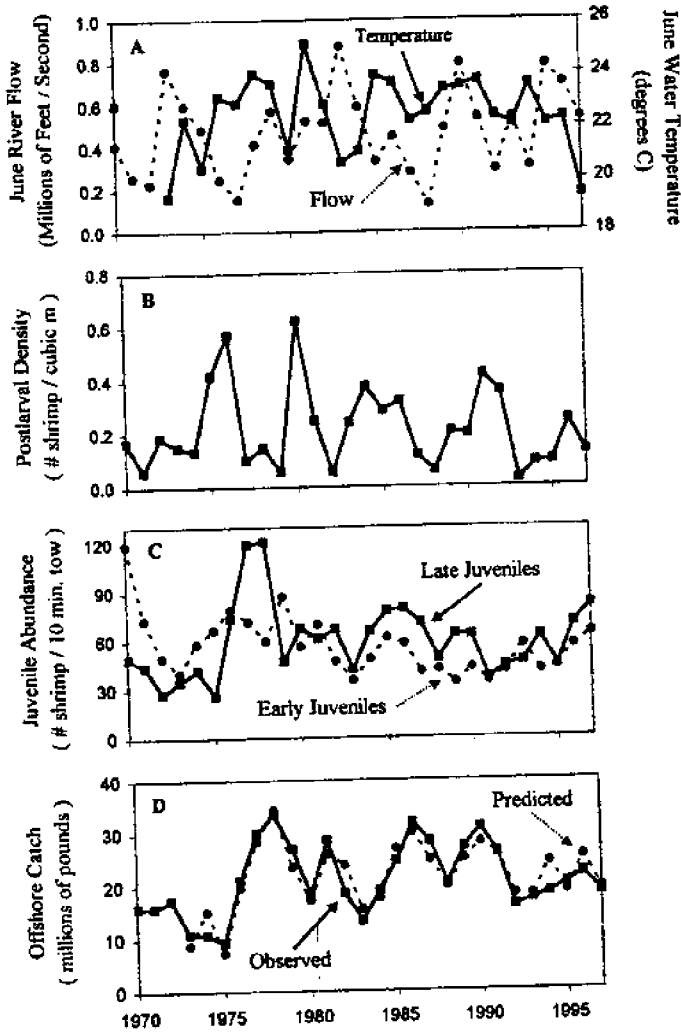 June River Flow
(Millions of Feet / Second)
1.0
0.8
0.6
0.4
0.2
0.0
A
Temperature
Flow
26
24
22
20
18
June Water Temperature
(degrees C)
Postlarval Density
( # shrimp / cubic m )
0.8
0.6
0.4
0.2
0.0
B
Juvenile Abundance
( # shrimp / 10 min. tow )
120
90
60
30
0
C
Late Juveniles
Early Juveniles
Offshore Catch
( millions of pounds )
40
30
20
10
0
D
Predicted
Observed
1970 1975 1980 1985 1990 1995